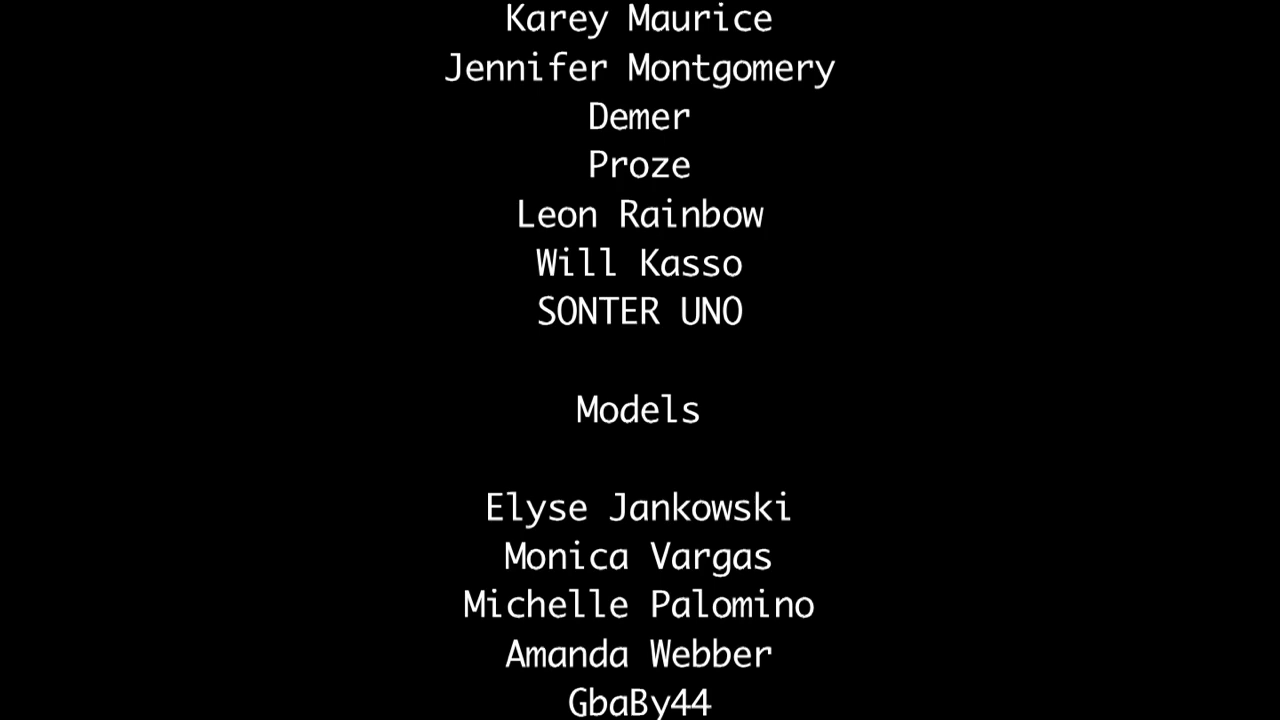 Karey Maurice
Jennifer Montgomery
Demer
Proze
Leon Rainbow
Will Kasso
SONTER UNO
Models
Elyse Jankowski
Monica Vargas
Michelle Palomino
Amanda Webber
GbaBy44